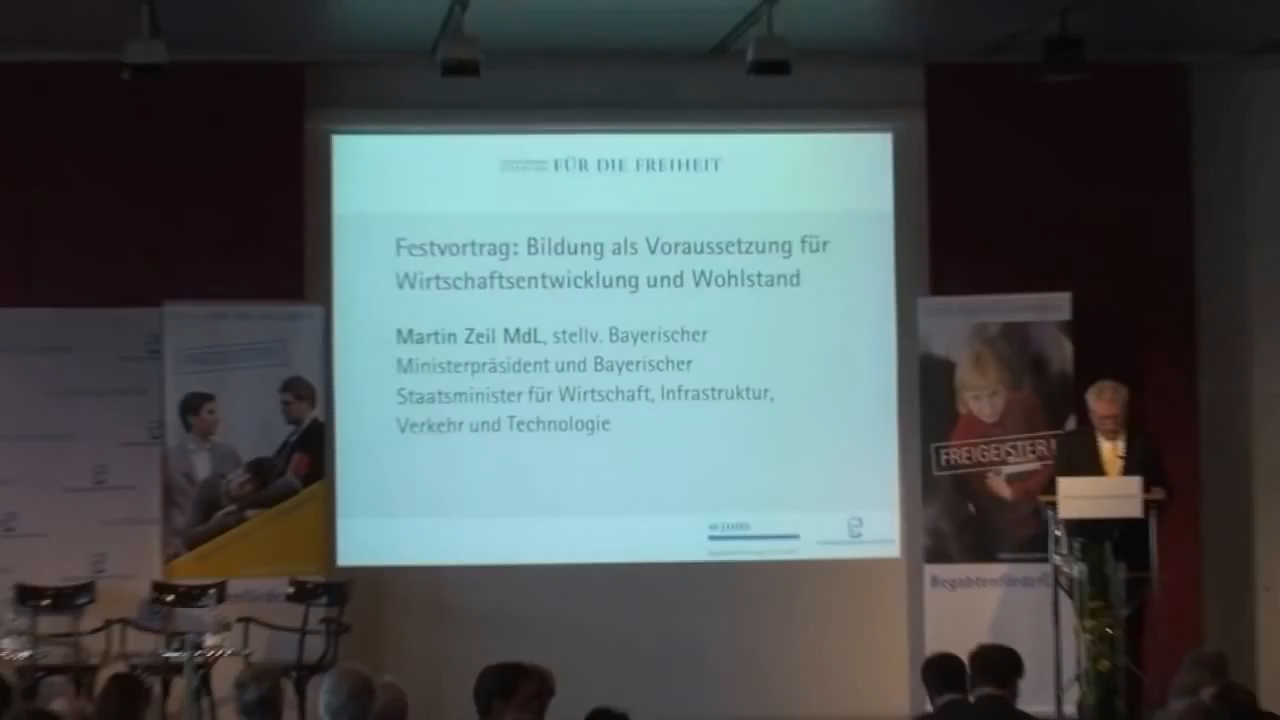 FÜR DIE FREIHEIT
Festvortrag: Bildung als Voraussetzung für
Wirtschaftsentwicklung und Wohlstand
Martin Zeil MdL, stellv. Bayerischer
Ministerpräsident und Bayerischer
Staatsminister für Wirtschaft, Infrastruktur,
Verkehr und Technologie
FREIGEISTER!